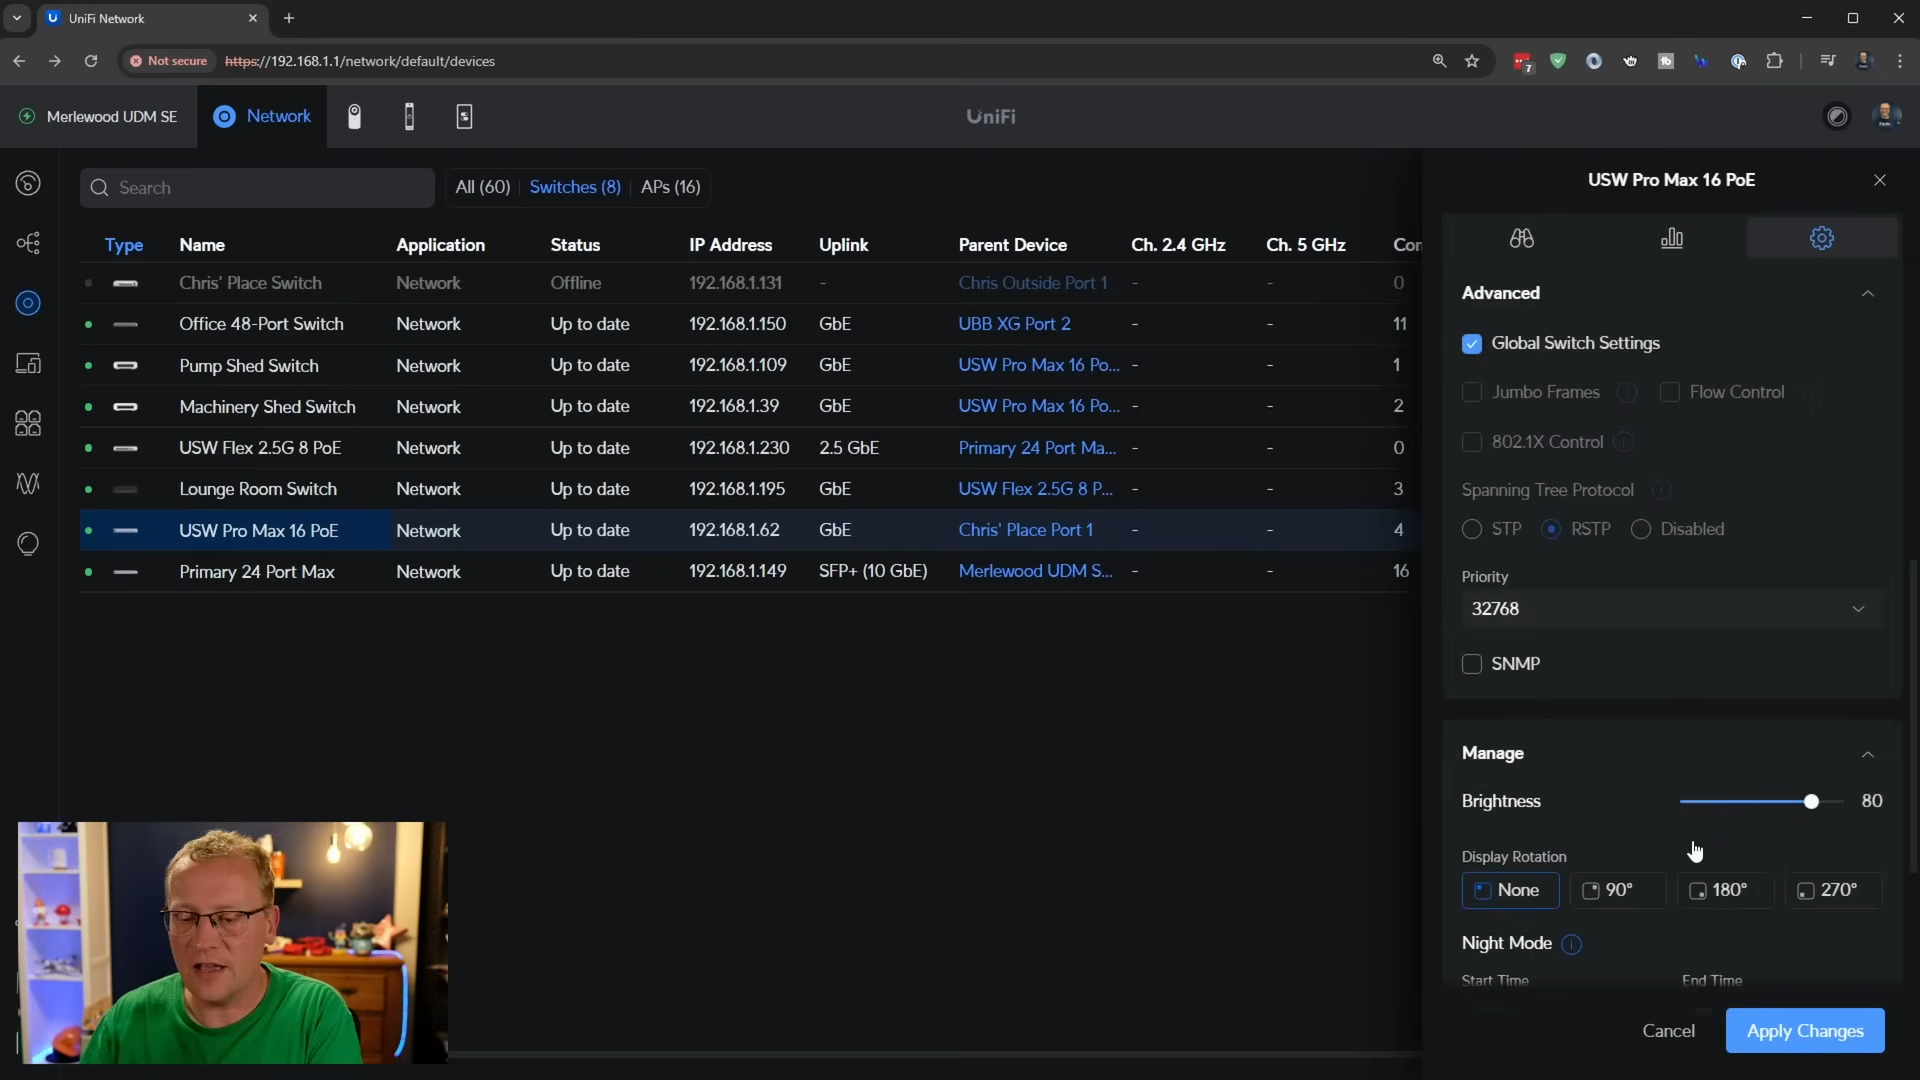 UniFi Network
Not secure https://192.168.1.1/network/default/devices
7
Merlewood UDM SE Network UniFi
Search All (60) Switches (8) APs (16)
Type Name Application Status IP Address Uplink Parent Device Ch. 2.4 GHz Ch. 5 GHz Con
Chris' Place Switch Network Offline 192.168.1.131 - Chris Outside Port 1 - - 0
Office 48-Port Switch Network Up to date 192.168.1.150 GbE UBB XG Port 2 - - 11
Pump Shed Switch Network Up to date 192.168.1.109 GbE USW Pro Max 16 Po... - - 1
Machinery Shed Switch Network Up to date 192.168.1.39 GbE USW Pro Max 16 Po... - - 2
USW Flex 2.5G 8 PoE Network Up to date 192.168.1.230 2.5 GbE Primary 24 Port Ma... - - 0
Lounge Room Switch Network Up to date 192.168.1.195 GbE USW Flex 2.5G 8 P... - - 3
USW Pro Max 16 PoE Network Up to date 192.168.1.62 GbE Chris' Place Port 1 - - 4
Primary 24 Port Max Network Up to date 192.168.1.149 SFP+ (10 GbE) Merlewood UDM S... - - 16
USW Pro Max 16 PoE
Advanced
Global Switch Settings
Jumbo Frames Flow Control
802.1X Control
Spanning Tree Protocol
STP RSTP Disabled
Priority
32768
SNMP
Manage
Brightness 80
Display Rotation
None 90° 180° 270°
Night Mode
Start Time End Time
Cancel Apply Changes